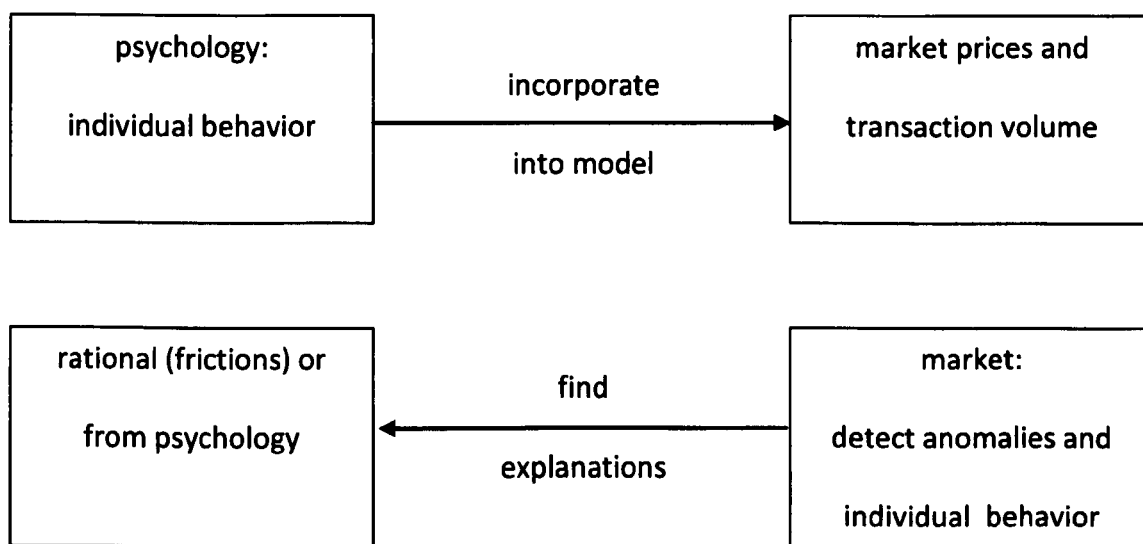 psychology:
individual behavior
incorporate
into model
market prices and
transaction volume
rational (frictions) or
from psychology
find
explanations
market:
detect anomalies and
individual behavior